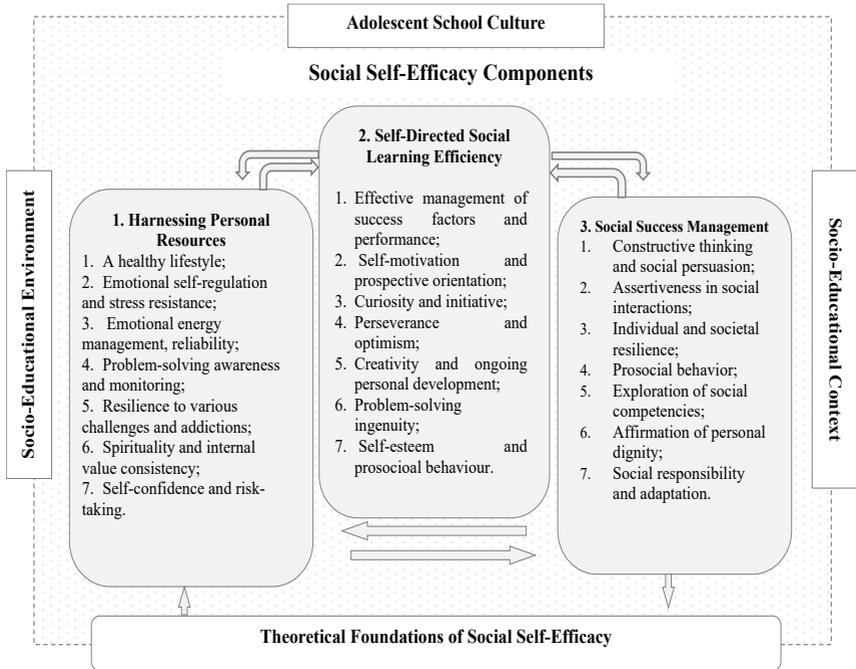 Adolescent School Culture
Social Self-Efficacy Components
Socio-Educational Environment
1. Harnessing Personal
Resources
1. A healthy lifestyle;
2. Emotional self-regulation
and stress resistance;
3. Emotional energy
management, reliability;
4. Problem-solving awareness
and monitoring;
5. Resilience to various
challenges and addictions;
6. Spirituality and internal
value consistency;
7. Self-confidence and risk-
taking.
2. Self-Directed Social
Learning Efficiency
1. Effective management of
success factors and
performance;
2. Self-motivation and
prospective orientation;
3. Curiosity and initiative;
4. Perseverance and
optimism;
5. Creativity and ongoing
personal development;
6. Problem-solving
ingenuity;
7. Self-esteem and
prosocioal behaviour.
3. Social Success Management
1. Constructive thinking
and social persuasion;
2. Assertiveness in social
interactions;
3. Individual and societal
resilience;
4. Prosocial behavior;
5. Exploration of social
competencies;
6. Affirmation of personal
dignity;
7. Social responsibility
and adaptation.
Socio-Educational Context
Theoretical Foundations of Social Self-Efficacy